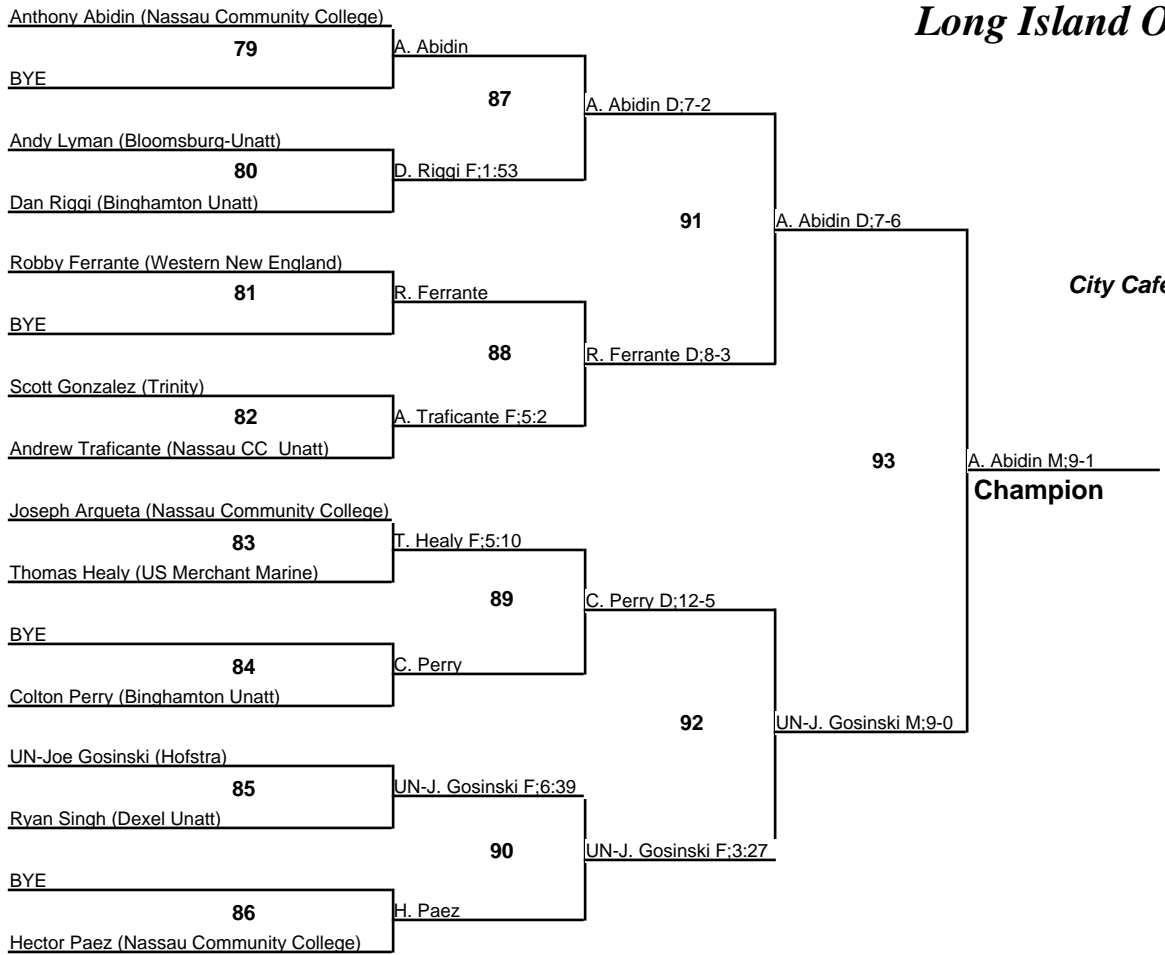 Long Island O
Anthony Abidin (Nassau Community College)
79
BYE
A. Abidin
87
A. Abidin D;7-2
Andy Lyman (Bloomsburg-Unatt)
80
Dan Riggi (Binghamton Unatt)
D. Riggi F;1:53
91
A. Abidin D;7-6
Robby Ferrante (Western New England)
81
BYE
R. Ferrante
City Cafe
88
R. Ferrante D;8-3
Scott Gonzalez (Trinity)
82
Andrew Traficante (Nassau CC Unatt)
A. Traficante F;5:2
93
A. Abidin M;9-1
Champion
Joseph Argueta (Nassau Community College)
83
Thomas Healy (US Merchant Marine)
T. Healy F;5:10
89
C. Perry D;12-5
BYE
84
Colton Perry (Binghamton Unatt)
C. Perry
92
UN-J. Gosinski M;9-0
UN-Joe Gosinski (Hofstra)
85
Ryan Singh (Dexel Unatt)
UN-J. Gosinski F;6:39
90
UN-J. Gosinski F;3:27
BYE
86
Hector Paez (Nassau Community College)
H. Paez